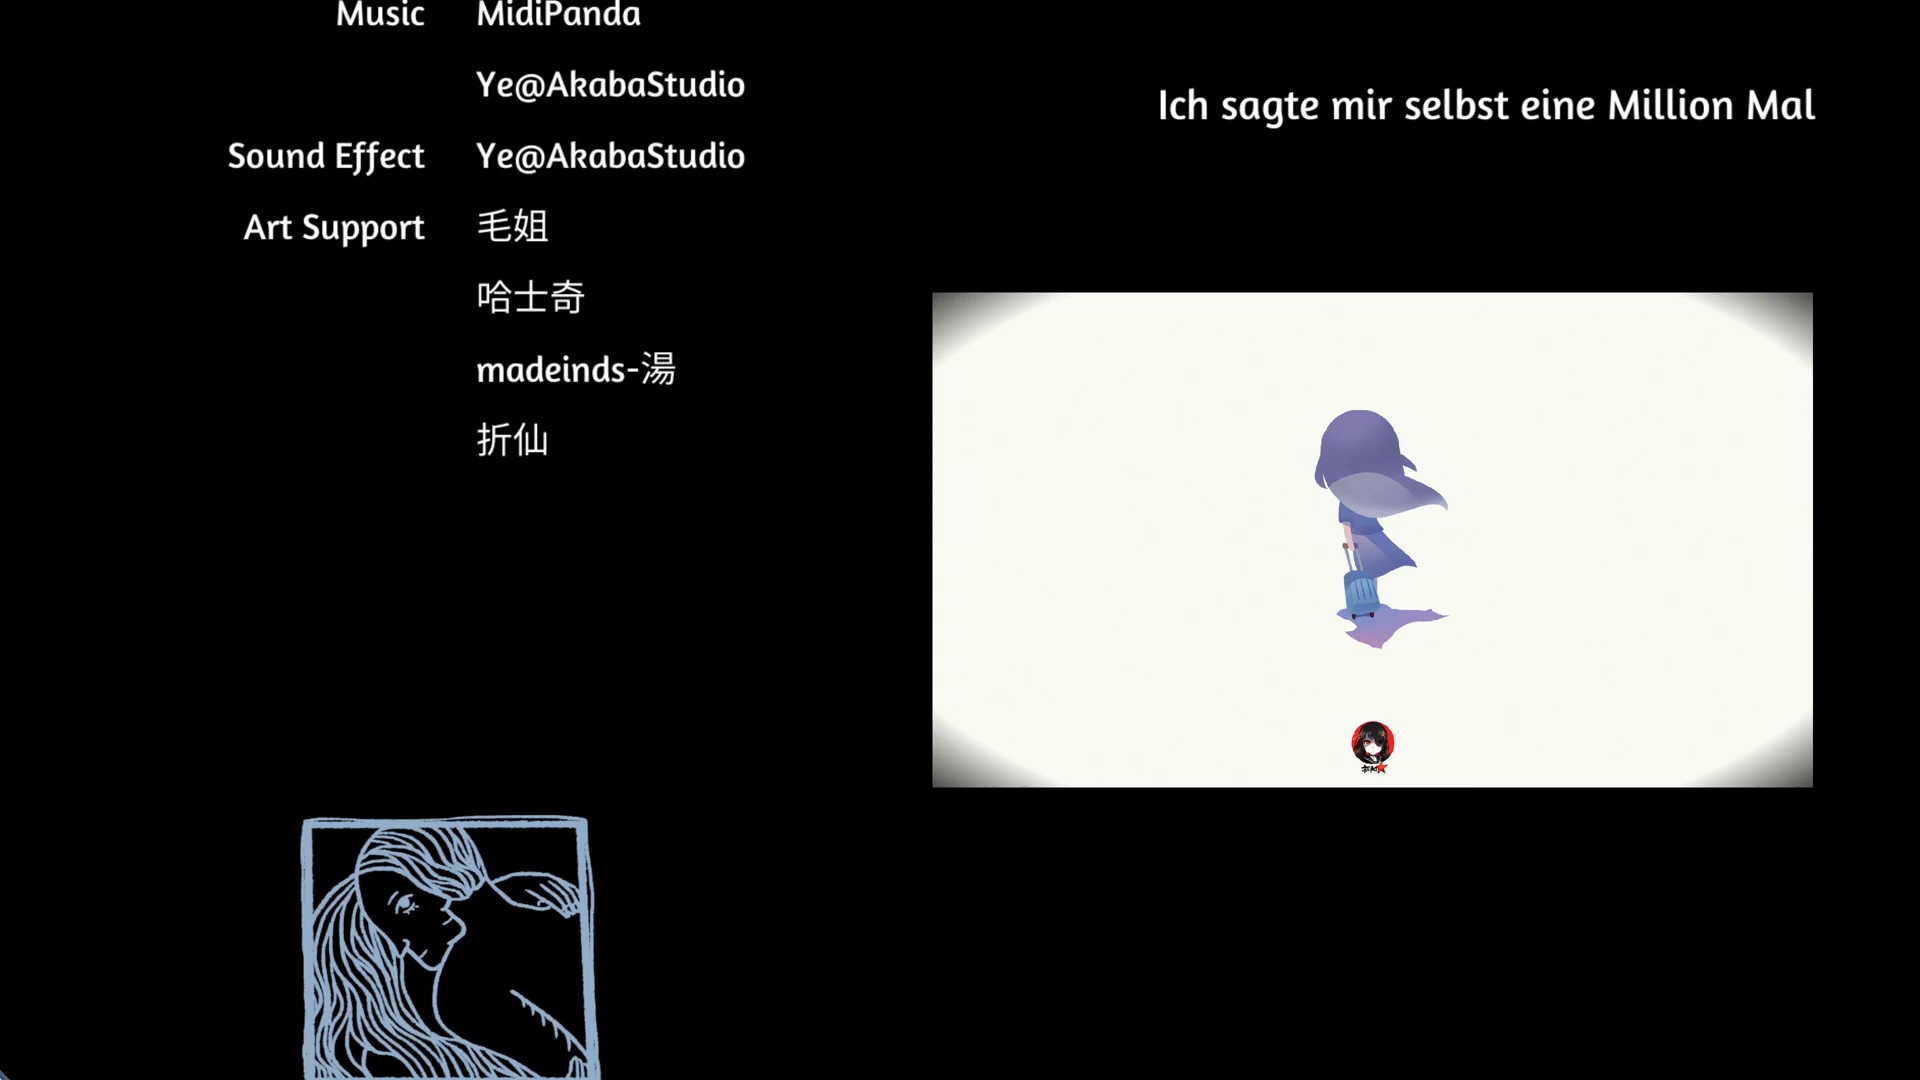 Music MidiPanda
Ye@AkabaStudio
Sound Effect Ye@AkabaStudio
Art Support 毛姐
哈士奇
madeinds-湯
折仙
Ich sagte mir selbst eine Million Mal